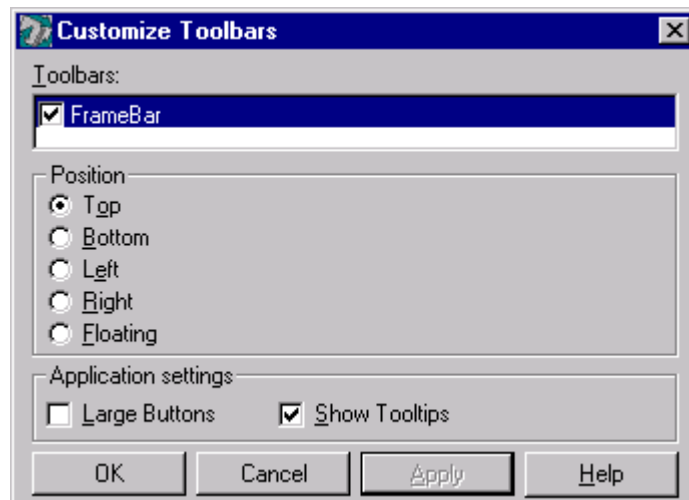 Customize Toolbars
Toolbars:
FrameBar
Position
Top
Bottom
Left
Right
Floating
Application settings
Large Buttons Show Tooltips
OK Cancel Apply Help